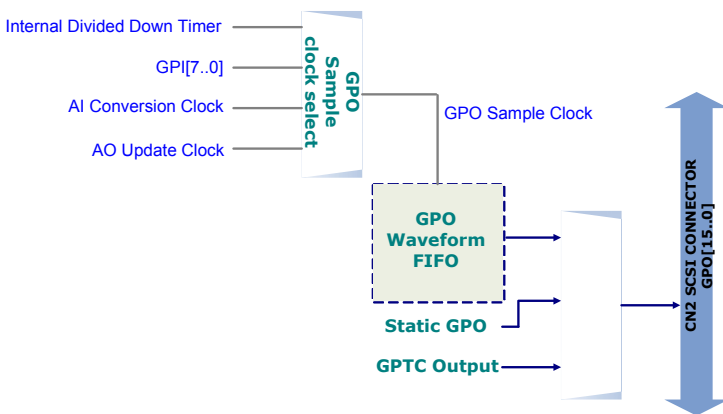 Internal Divided Down Timer
GPI[7..0]
AI Conversion Clock
AO Update Clock
GPO
Sample
clock select
GPO Sample Clock
GPO
Waveform
FIFO
Static GPO
GPTC Output
CN2 SCSI CONNECTOR
GPO[15..0]